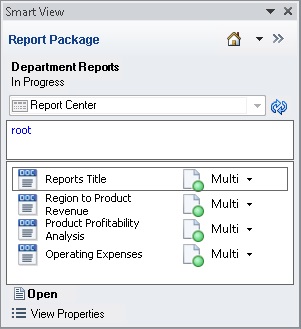 Smart View
Report Package
Department Reports
In Progress
Report Center
root
DOC Reports Title Multi
DOC Region to Product Revenue Multi
DOC Product Profitability Analysis Multi
DOC Operating Expenses Multi
DOC Open
View Properties